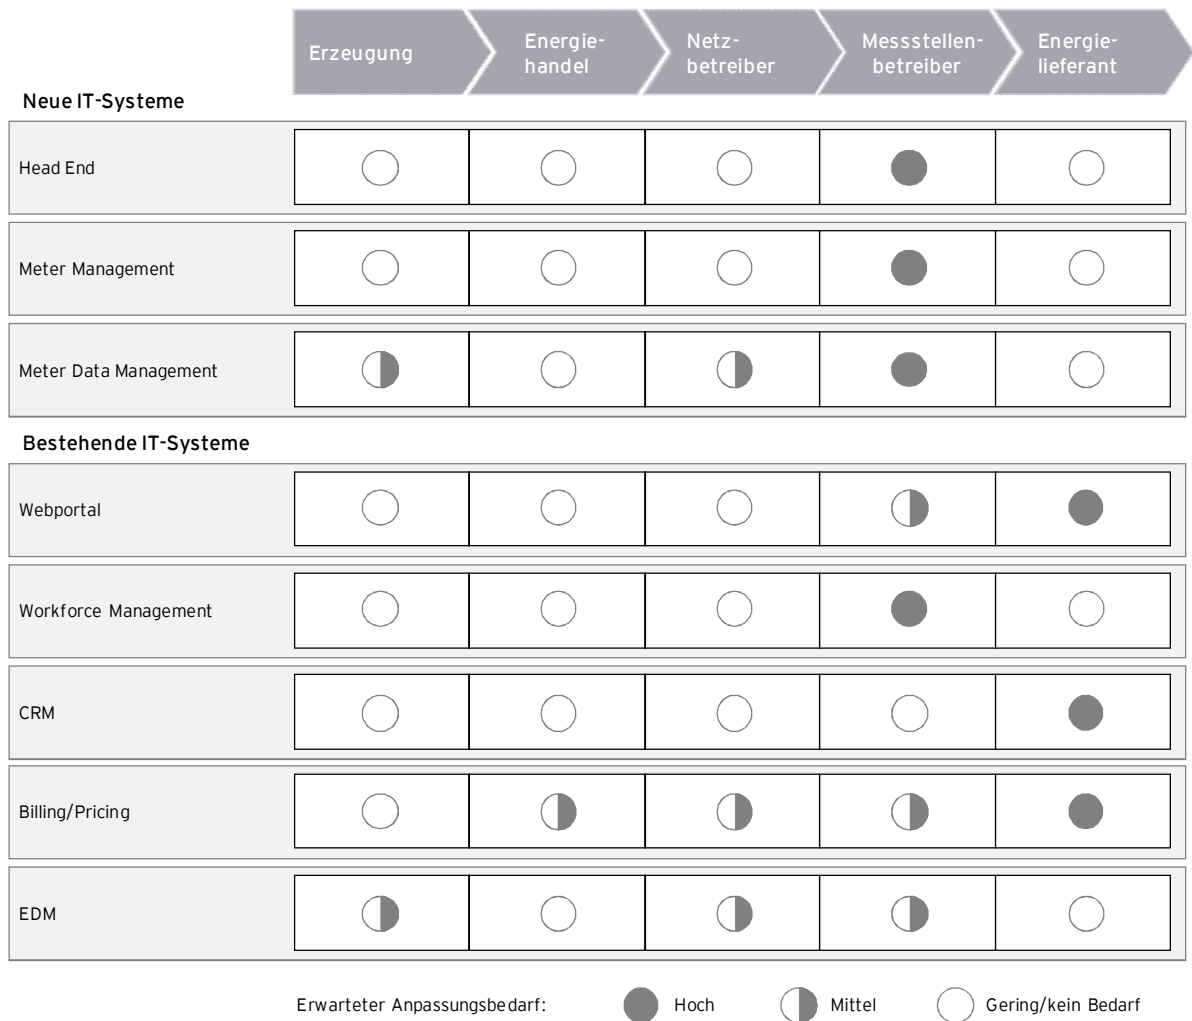 Erzeugung
Energie-
handel
Netz-
betreiber
Messstellen-
betreiber
Energie-
lieferant
Neue IT-Systeme
Head End
Meter Management
Meter Data Management
Bestehende IT-Systeme
Webportal
Workforce Management
CRM
Billing/Pricing
EDM
Erwarteter Anpassungsbedarf: Hoch Mittel Gering/kein Bedarf